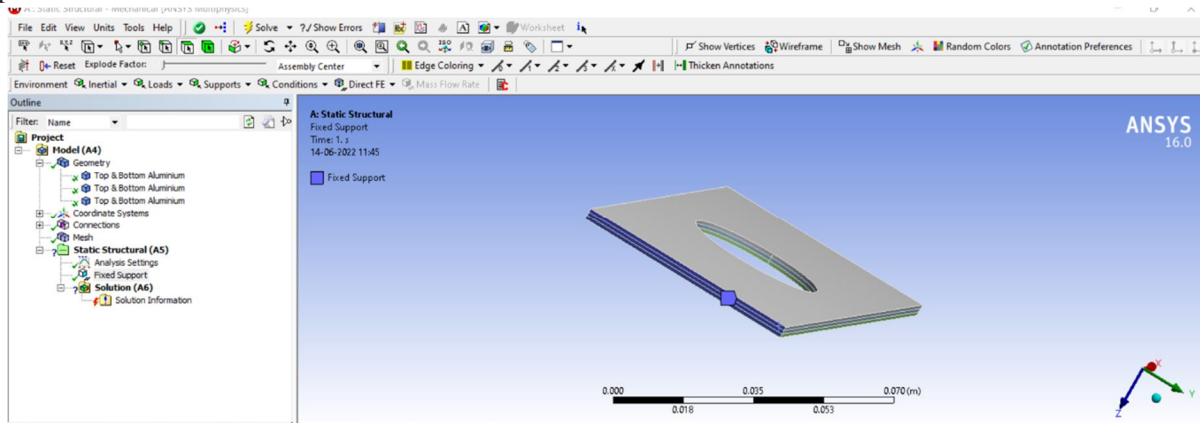 A : Static Structural - Mechanical [ANSYS Multiphysics]
File Edit View Units Tools Help Solve ?/ Show Errors Worksheet
Show Vertices Wireframe Show Mesh Random Colors Annotation Preferences
Reset Explode Factor: Assembly Center Edge Coloring Thicken Annotations
Environment Inertial Loads Supports Conditions Direct FE Mass Flow Rate
Outline
Filter: Name
Project
Model (A4)
Geometry
Top & Bottom Aluminium
Top & Bottom Aluminium
Top & Bottom Aluminium
Coordinate Systems
Connections
Mesh
Static Structural (A5)
Analysis Settings
Fixed Support
Solution (A6)
Solution Information
A: Static Structural
Fixed Support
Time: 1. s
14-06-2022 11:45
Fixed Support
ANSYS
16.0
0.000 0.035 0.070 (m)
0.018 0.053
X
Y
Z